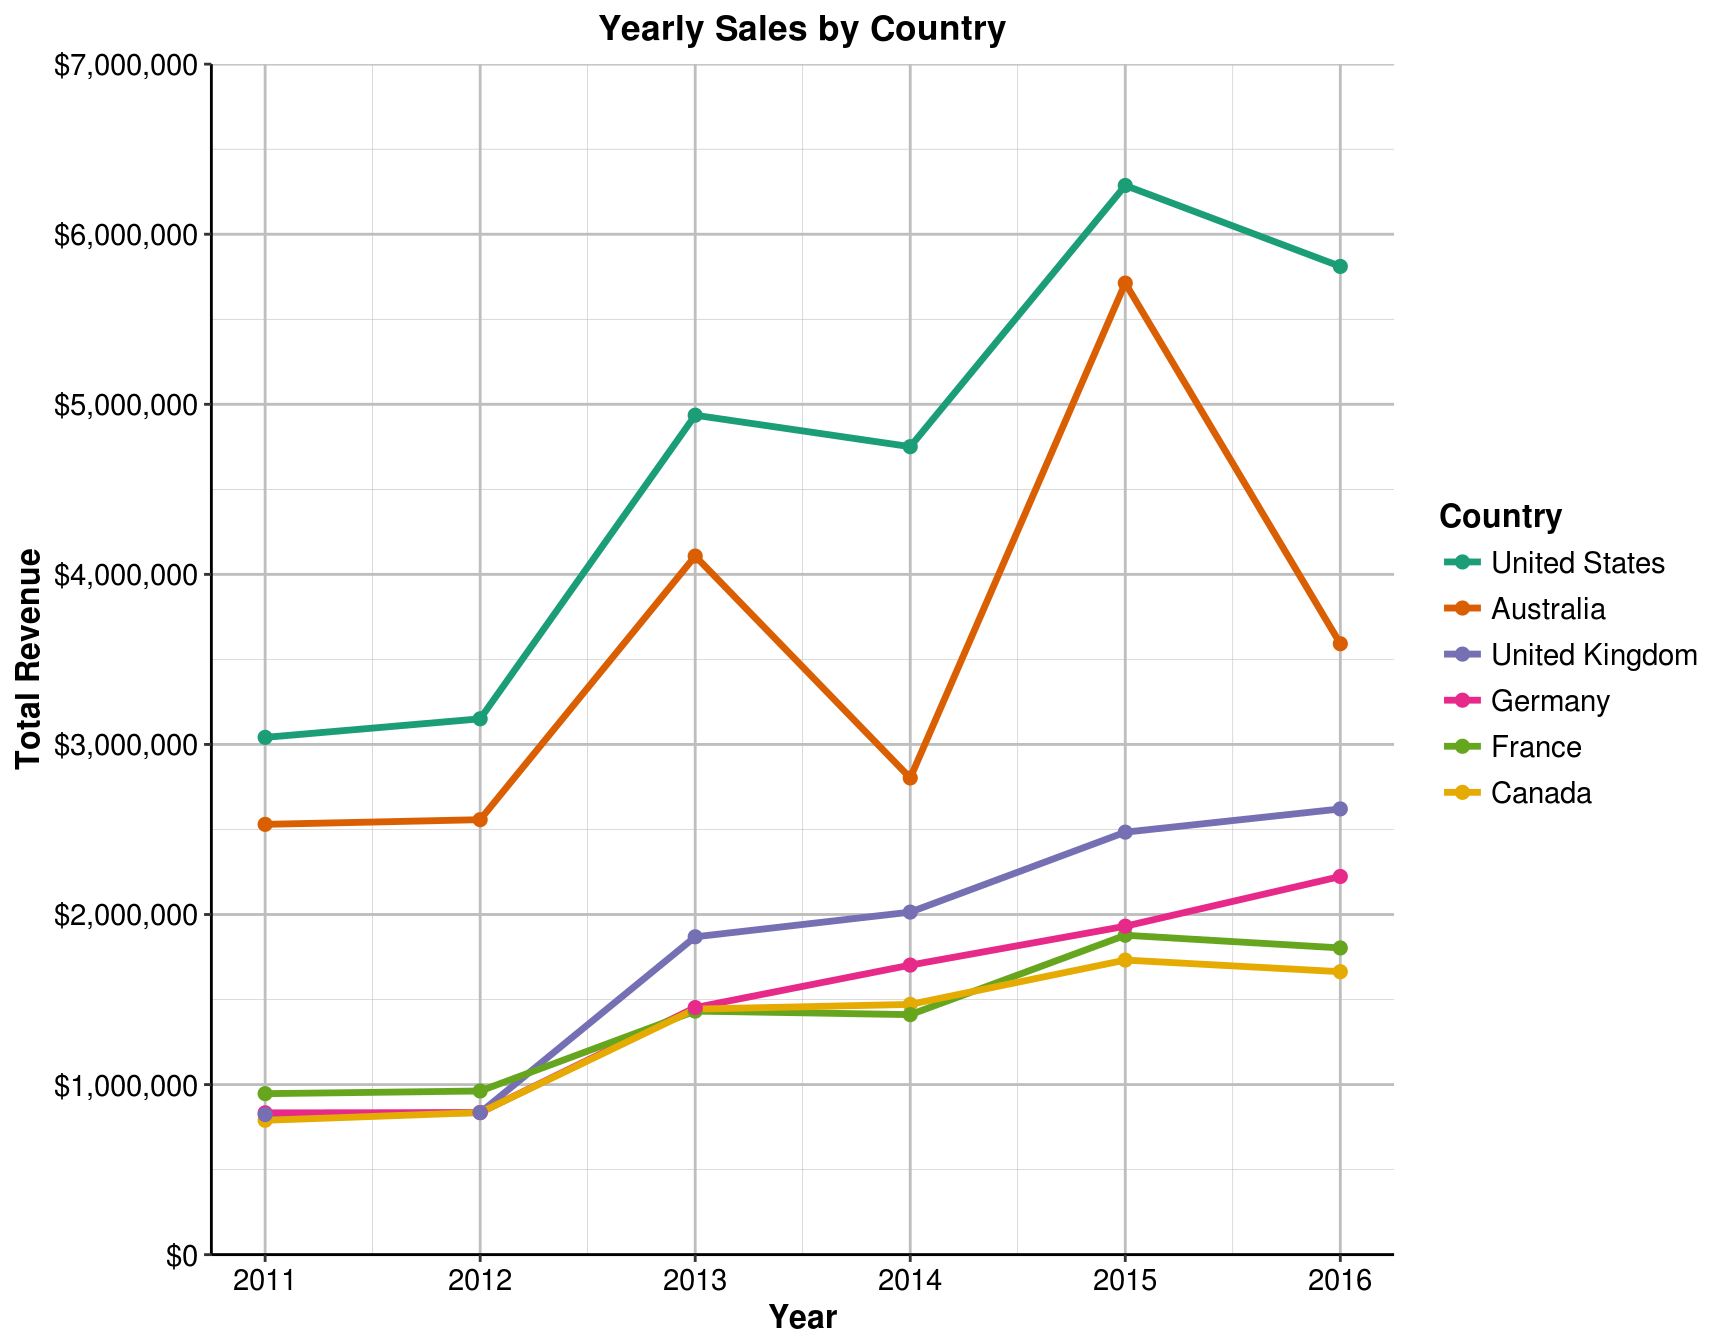 Yearly Sales by Country
$7,000,000
$6,000,000
$5,000,000
$4,000,000
$3,000,000
$2,000,000
$1,000,000
$0
Total Revenue
2011 2012 2013 2014 2015 2016
Year
Country
United States
Australia
United Kingdom
Germany
France
Canada